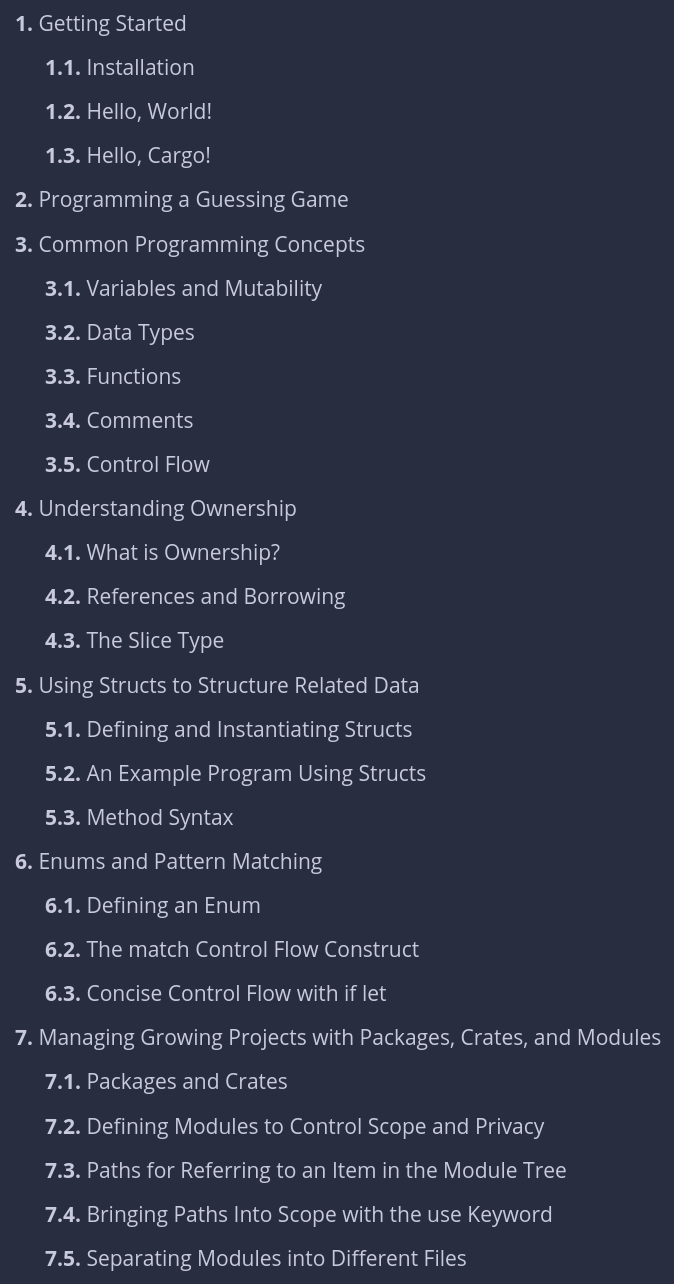 1. Getting Started
1.1. Installation
1.2. Hello, World!
1.3. Hello, Cargo!
2. Programming a Guessing Game
3. Common Programming Concepts
3.1. Variables and Mutability
3.2. Data Types
3.3. Functions
3.4. Comments
3.5. Control Flow
4. Understanding Ownership
4.1. What is Ownership?
4.2. References and Borrowing
4.3. The Slice Type
5. Using Structs to Structure Related Data
5.1. Defining and Instantiating Structs
5.2. An Example Program Using Structs
5.3. Method Syntax
6. Enums and Pattern Matching
6.1. Defining an Enum
6.2. The match Control Flow Construct
6.3. Concise Control Flow with if let
7. Managing Growing Projects with Packages, Crates, and Modules
7.1. Packages and Crates
7.2. Defining Modules to Control Scope and Privacy
7.3. Paths for Referring to an Item in the Module Tree
7.4. Bringing Paths Into Scope with the use Keyword
7.5. Separating Modules into Different Files